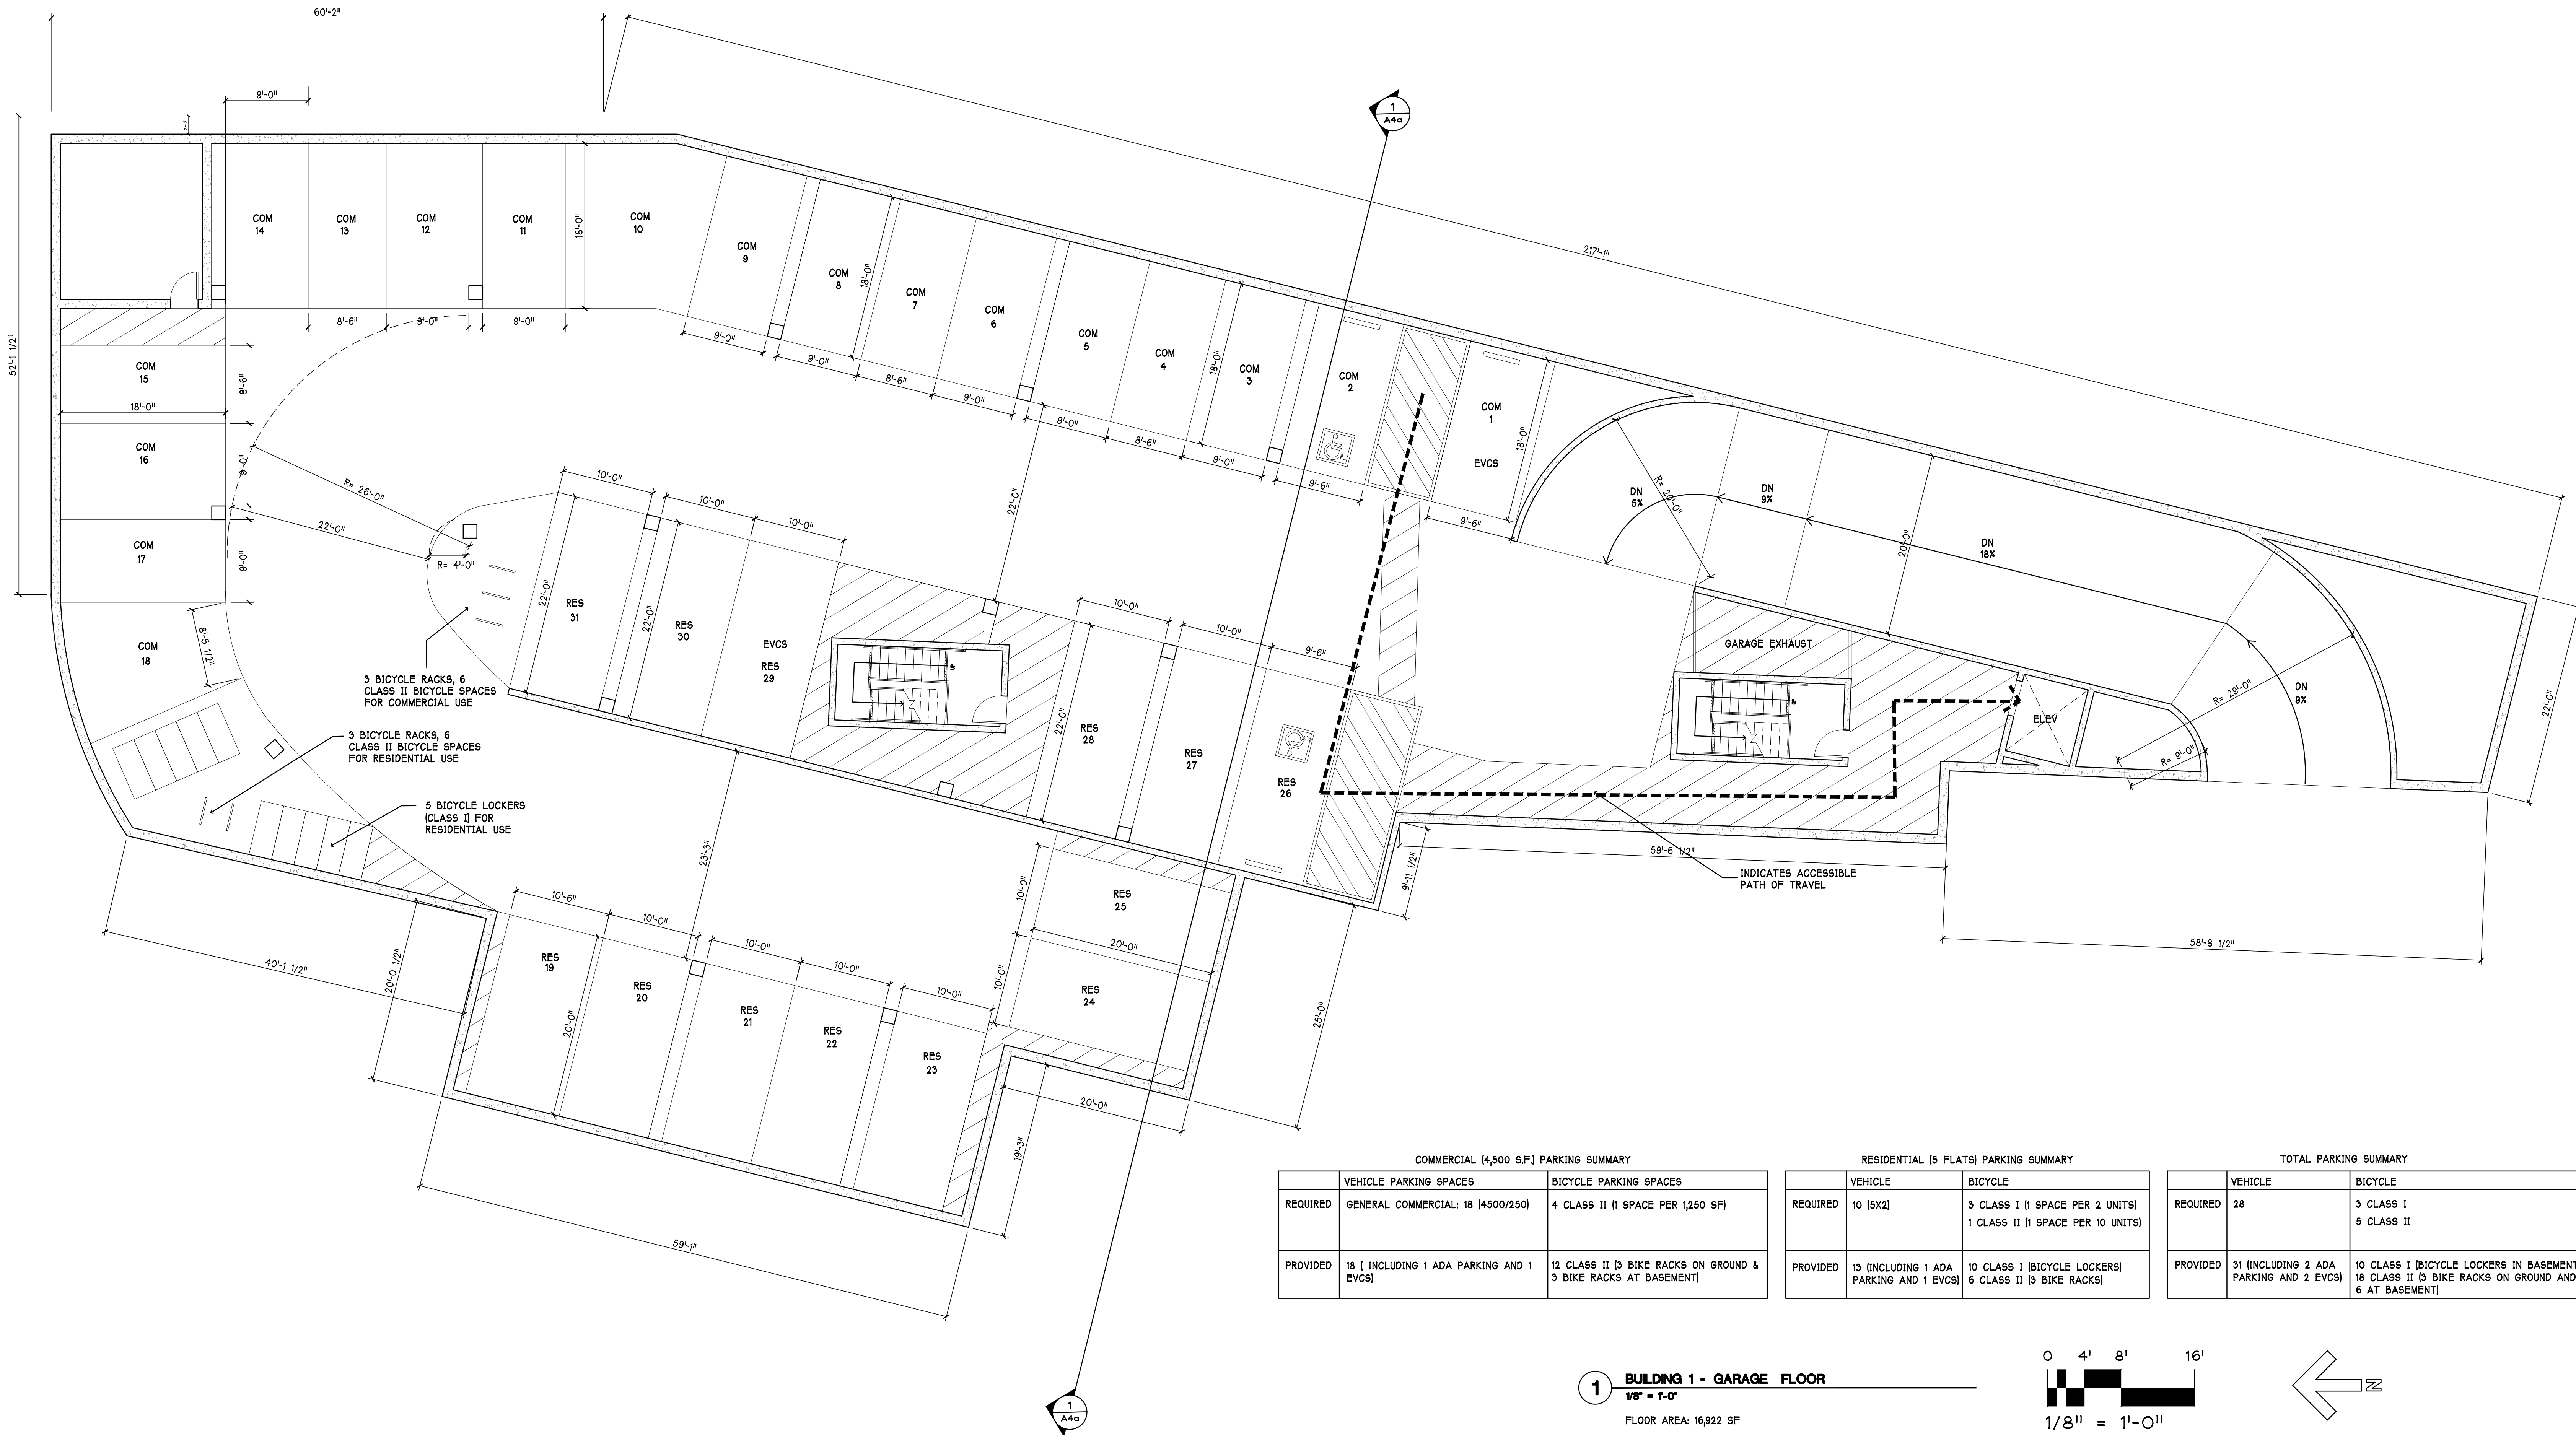 60'-2"
217'-1"
9'-0"
2"
1
A4a
52'-1 1/2"
COM
14
COM
13
COM
12
COM
11
18'-0"
COM
10
8'-6"
9'-0"
9'-0"
COM
9
COM
8
18'-0"
COM
7
COM
6
COM
5
COM
4
18'-0"
COM
3
COM
2
COM
1
EVCS
18'-0"
9'-0"
9'-0"
8'-6"
9'-0"
9'-0"
8'-6"
9'-0"
9'-6"
9'-6"
COM
15
8'-6"
18'-0"
COM
16
9'-0"
COM
17
9'-0"
COM
18
8'-5 1/2"
R= 26'-0"
22'-0"
R= 4'-0"
10'-0"
10'-0"
10'-0"
22'-0"
22'-0"
RES
31
22'-0"
RES
30
EVCS
RES
29
10'-0"
10'-0"
9'-6"
22'-0"
RES
28
RES
27
RES
26
DN
5%
R= 20'-0"
DN
9%
DN
18%
20'-0"
GARAGE EXHAUST
ELEV
R= 29'-0"
DN
9%
R= 9'-0"
22'-0"
3 BICYCLE RACKS, 6
CLASS II BICYCLE SPACES
FOR COMMERCIAL USE
3 BICYCLE RACKS, 6
CLASS II BICYCLE SPACES
FOR RESIDENTIAL USE
5 BICYCLE LOCKERS
(CLASS I) FOR
RESIDENTIAL USE
23'-3"
59'-6 1/2"
9'-11 1/2"
INDICATES ACCESSIBLE
PATH OF TRAVEL
58'-8 1/2"
40'-1 1/2"
20'-0 1/2"
10'-6"
10'-0"
10'-0"
10'-0"
10'-0"
RES
19
20'-0"
RES
20
RES
21
RES
22
RES
23
10'-0"
RES
25
20'-0"
10'-0"
RES
24
25'-0"
20'-0"
19'-3"
59'-1"
1
A4a
COMMERCIAL (4,500 S.F.) PARKING SUMMARY
VEHICLE PARKING SPACES
BICYCLE PARKING SPACES
REQUIRED
GENERAL COMMERCIAL: 18 (4500/250)
4 CLASS II (1 SPACE PER 1,250 SF)
PROVIDED
18 ( INCLUDING 1 ADA PARKING AND 1
EVCS)
12 CLASS II (3 BIKE RACKS ON GROUND &
3 BIKE RACKS AT BASEMENT)
RESIDENTIAL (5 FLATS) PARKING SUMMARY
VEHICLE
BICYCLE
REQUIRED
10 (5X2)
3 CLASS I (1 SPACE PER 2 UNITS)
1 CLASS II (1 SPACE PER 10 UNITS)
PROVIDED
13 (INCLUDING 1 ADA
PARKING AND 1 EVCS)
10 CLASS I (BICYCLE LOCKERS)
6 CLASS II (3 BIKE RACKS)
TOTAL PARKING SUMMARY
VEHICLE
BICYCLE
REQUIRED
28
3 CLASS I
5 CLASS II
PROVIDED
31 (INCLUDING 2 ADA
PARKING AND 2 EVCS)
10 CLASS I (BICYCLE LOCKERS IN BASEMENT
18 CLASS II (3 BIKE RACKS ON GROUND AND
6 AT BASEMENT)
1
BUILDING 1 - GARAGE FLOOR
1/8" = 1'-0"
FLOOR AREA: 16,922 SF
0 4' 8' 16'
1/8" = 1'-0"
N